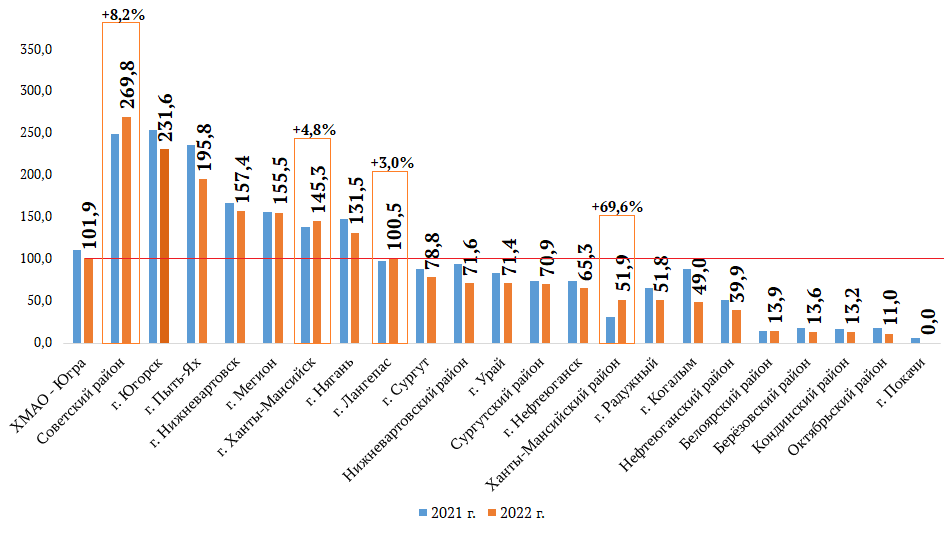 +8,2%
+4,8%
+3,0%
+69,6%
350,0
300,0
250,0
200,0
150,0
100,0
50,0
0,0
101,9
269,8
231,6
195,8
157,4
155,5
145,3
131,5
100,5
78,8
71,6
71,4
70,9
65,3
51,9
51,8
49,0
39,9
13,9
13,6
13,2
11,0
0,0
ХМАО - Югра
Советский район
г. Югорск
г. Пыть-Ях
г. Нижневартовск
г. Мегион
г. Ханты-Мансийск
г. Нягань
г. Лангепас
г. Сургут
Нижневартовский район
г. Урай
Сургутский район
г. Нефтеюганск
Ханты-Мансийский район
г. Радужный
г. Когалым
Нефтеюганский район
Белоярский район
Берёзовский район
Кондинский район
Октябрьский район
г. Покачи
2021 г.
2022 г.